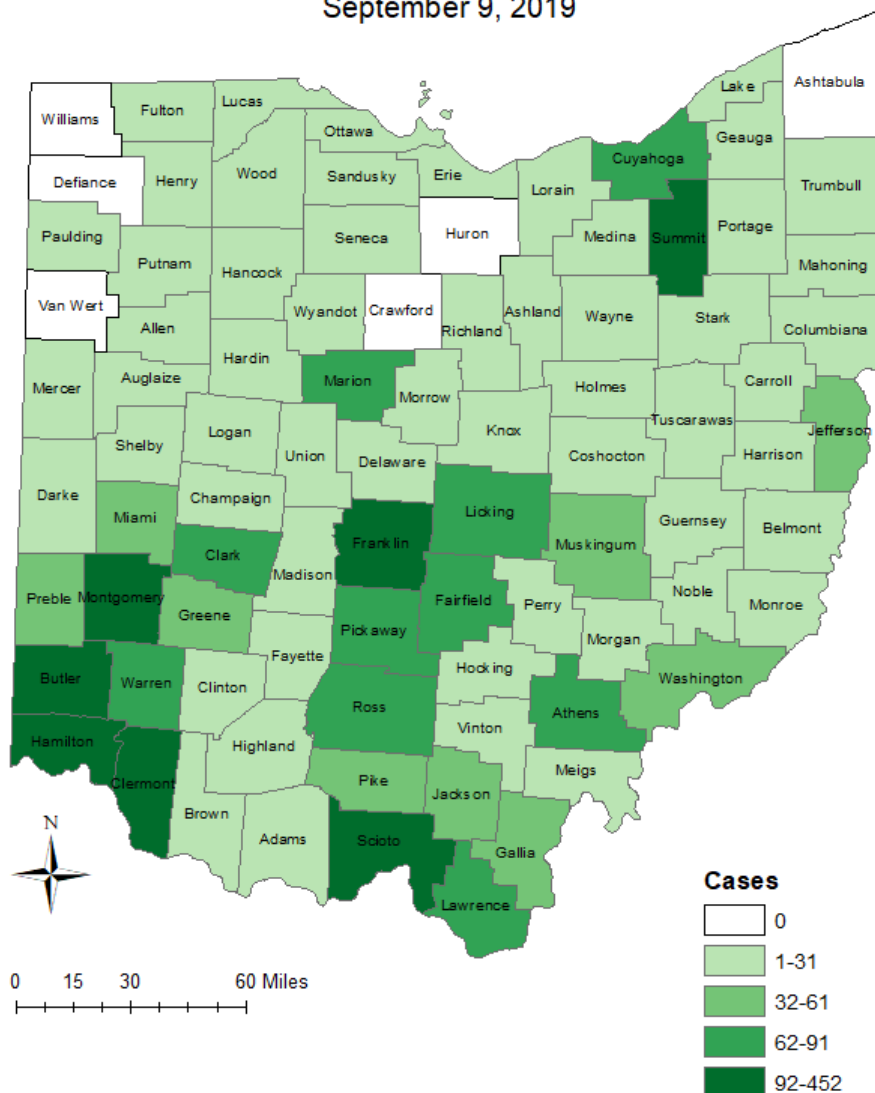 September 9, 2019
Ashtabula
Lake
Williams
Fulton
Lucas
Ottawa
Geauga
Cuyahoga
Defiance
Henry
Wood
Sandusky
Erie
Lorain
Trumbull
Paulding
Seneca
Huron
Medina
Summit
Portage
Putnam
Hancock
Mahoning
Van Wert
Allen
Wyandot
Crawford
Richland
Ashland
Wayne
Stark
Columbiana
Mercer
Auglaize
Hardin
Marion
Morrow
Holmes
Carroll
Tuscarawas
Jefferson
Shelby
Logan
Union
Delaware
Knox
Coshocton
Harrison
Darke
Miami
Champaign
Licking
Guernsey
Belmont
Clark
Franklin
Muskingum
Madison
Preble
Montgomery
Greene
Pickaway
Fairfield
Perry
Noble
Monroe
Morgan
Butler
Warren
Clinton
Fayette
Hocking
Washington
Ross
Athens
Vinton
Hamilton
Highland
Meigs
Clermont
Pike
Jackson
Brown
Adams
Scioto
Gallia
Lawrence
N
0 15 30 60 Miles
Cases
0
1-31
32-61
62-91
92-452